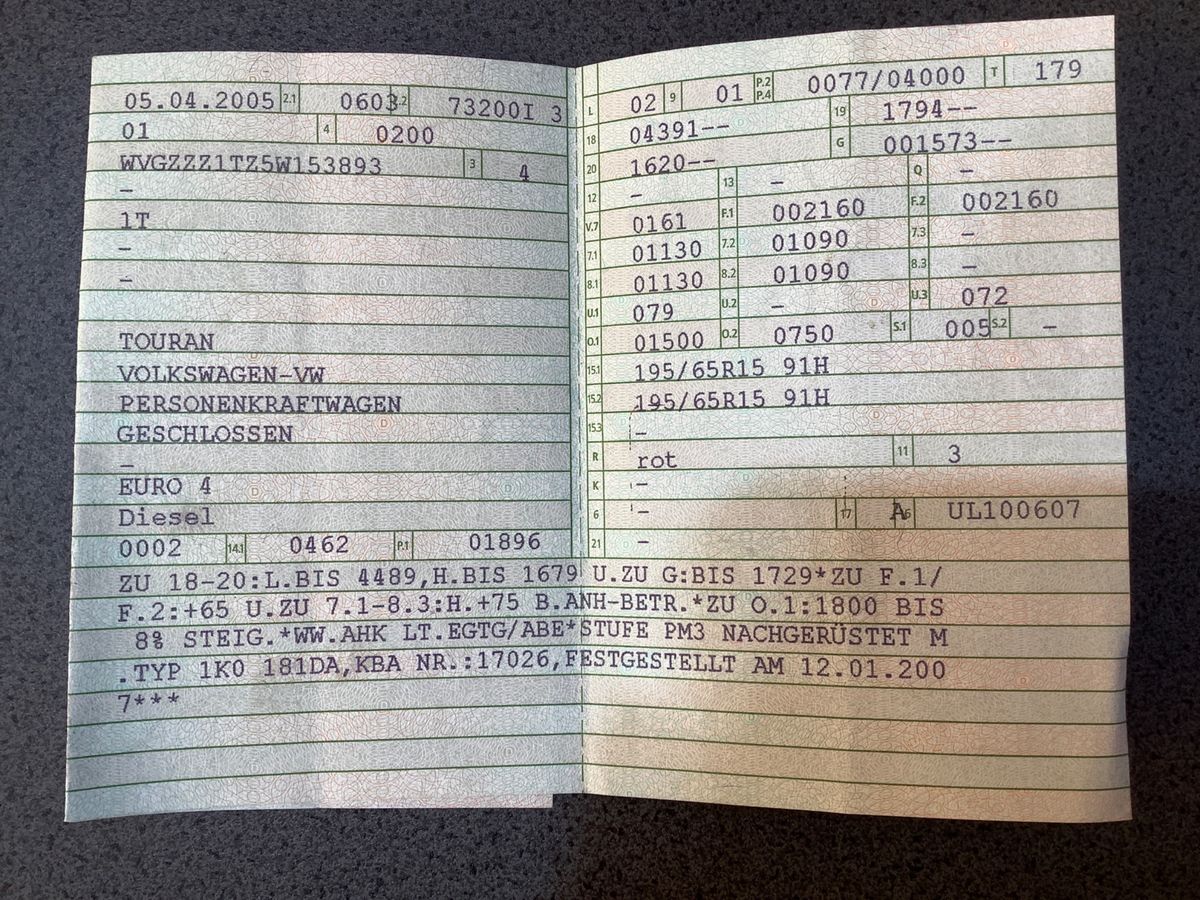 05.04.2005 2.1 0603 2.2 73200I 3
01 4 0200
WVGZZZ1TZ5W153893 3 4
–
1T
–
–
TOURAN
VOLKSWAGEN-VW
PERSONENKRAFTWAGEN
GESCHLOSSEN
–
EURO 4
Diesel
0002 14.1 0462 P.1 01896
L 02 9 01 P.2 P.4 0077/04000 T 179
18 04391-- 19 1794--
20 1620-- G 001573--
12 – 13 – Q –
V.7 0161 F.1 002160 F.2 002160
7.1 01130 7.2 01090 7.3 –
8.1 01130 8.2 01090 8.3 –
U.1 079 U.2 – U.3 072
O.1 01500 O.2 0750 S.1 005 S.2 –
15.1 195/65R15 91H
15.2 195/65R15 91H
15.3 –
R rot 11 3
K –
6 – 17 A 16 UL100607
21 –
ZU 18-20:L.BIS 4489,H.BIS 1679 U.ZU G:BIS 1729*ZU F.1/
F.2:+65 U.ZU 7.1-8.3:H.+75 B.ANH-BETR.*ZU O.1:1800 BIS
8% STEIG.*WW.AHK LT.EGTG/ABE*STUFE PM3 NACHGERÜSTET M
.TYP 1K0 181DA,KBA NR.:17026,FESTGESTELLT AM 12.01.200
7***